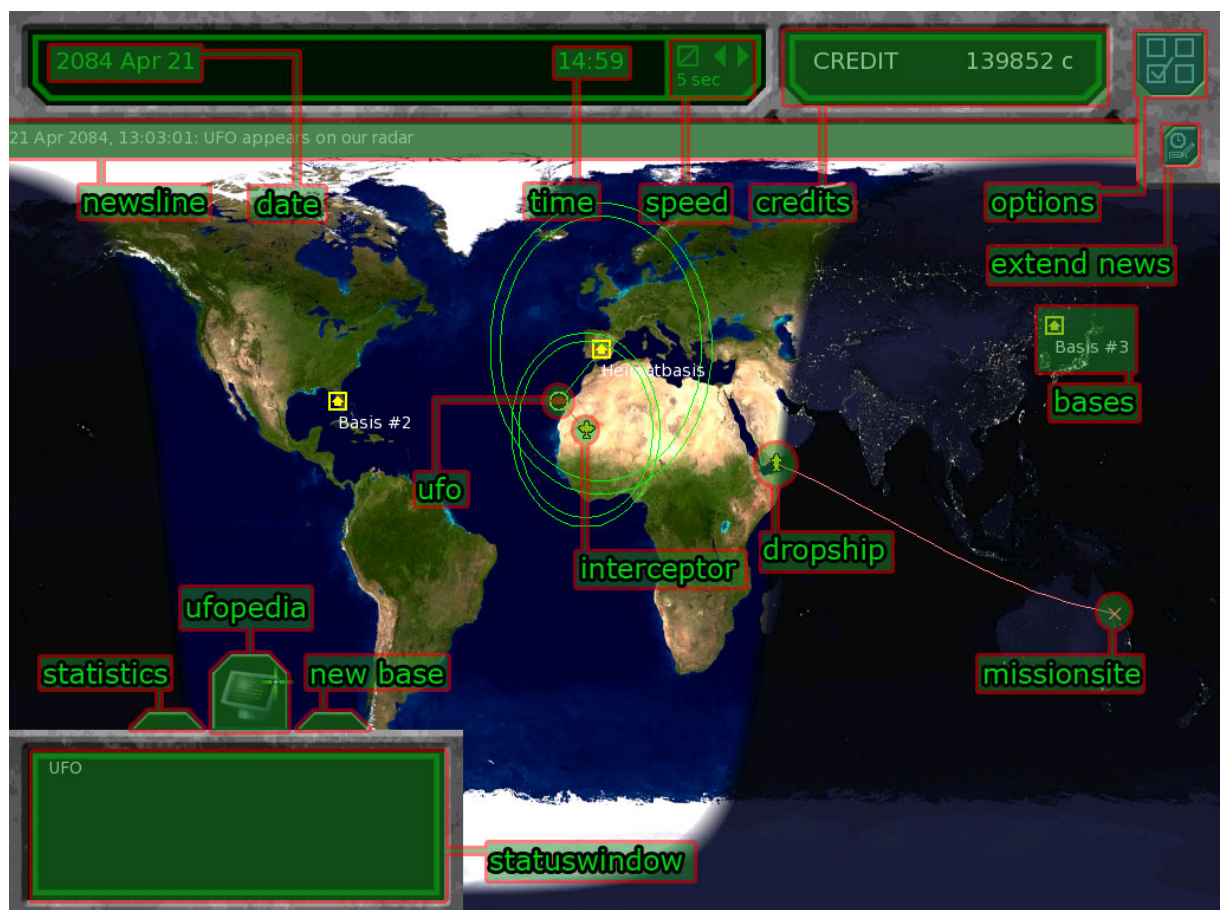 2084 Apr 21
14:59
5 sec
CREDIT 139852 c
21 Apr 2084, 13:03:01: UFO appears on our radar
newsline
date
time
speed
credits
options
extend news
Basis #3
bases
Heimatbasis
Basis #2
ufo
interceptor
dropship
ufopedia
statistics
new base
missionsite
UFO
statuswindow